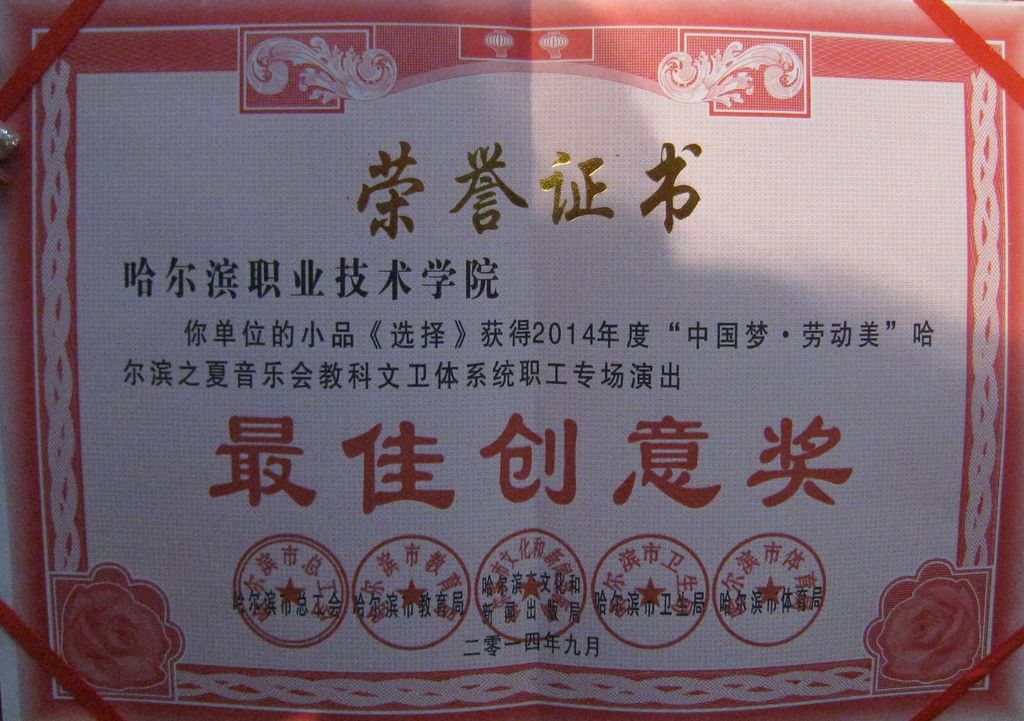 荣誉证书
哈尔滨职业技术学院
你单位的小品《选择》获得2014年度“中国梦·劳动美”哈
尔滨之夏音乐会教科文卫体系统职工专场演出
最佳创意奖
哈尔滨市总工会
哈尔滨市教育局
哈尔滨市文化和
新闻出版局
哈尔滨市卫生局
哈尔滨市体育局
二零一四年九月